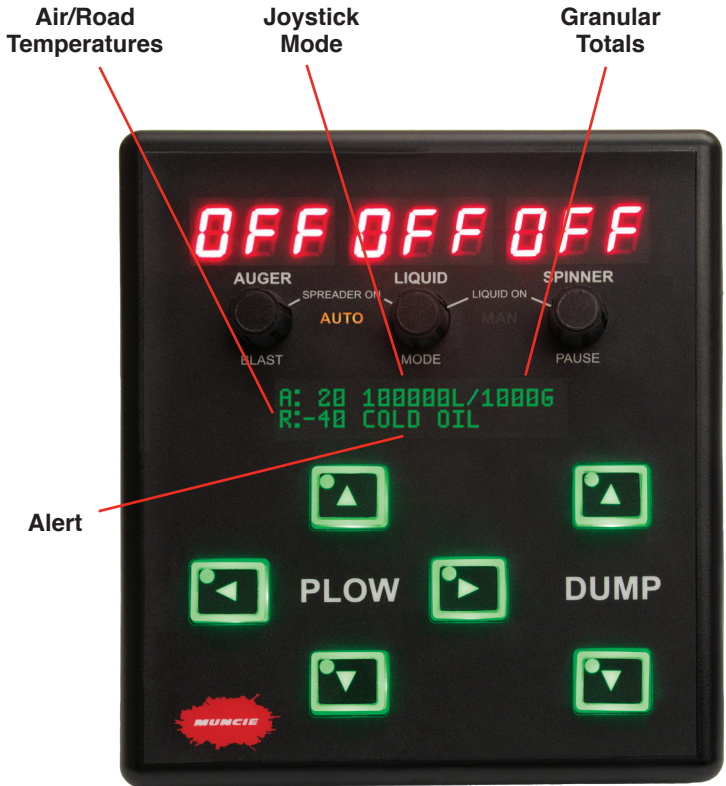 Air/Road
Temperatures
Joystick
Mode
Granular
Totals
OFF OFF OFF
AUGER LIQUID SPINNER
SPREADER ON LIQUID ON
AUTO MAN
BLAST MODE PAUSE
A: 20 100000L/1000G
R:-40 COLD OIL
Alert
PLOW DUMP
MUNCIE